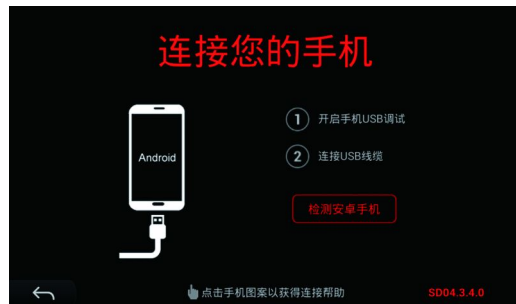 连接您的手机
Android
1 开启手机USB调试
2 连接USB线缆
检测安卓手机
点击手机图案以获得连接帮助
SD04.3.4.0